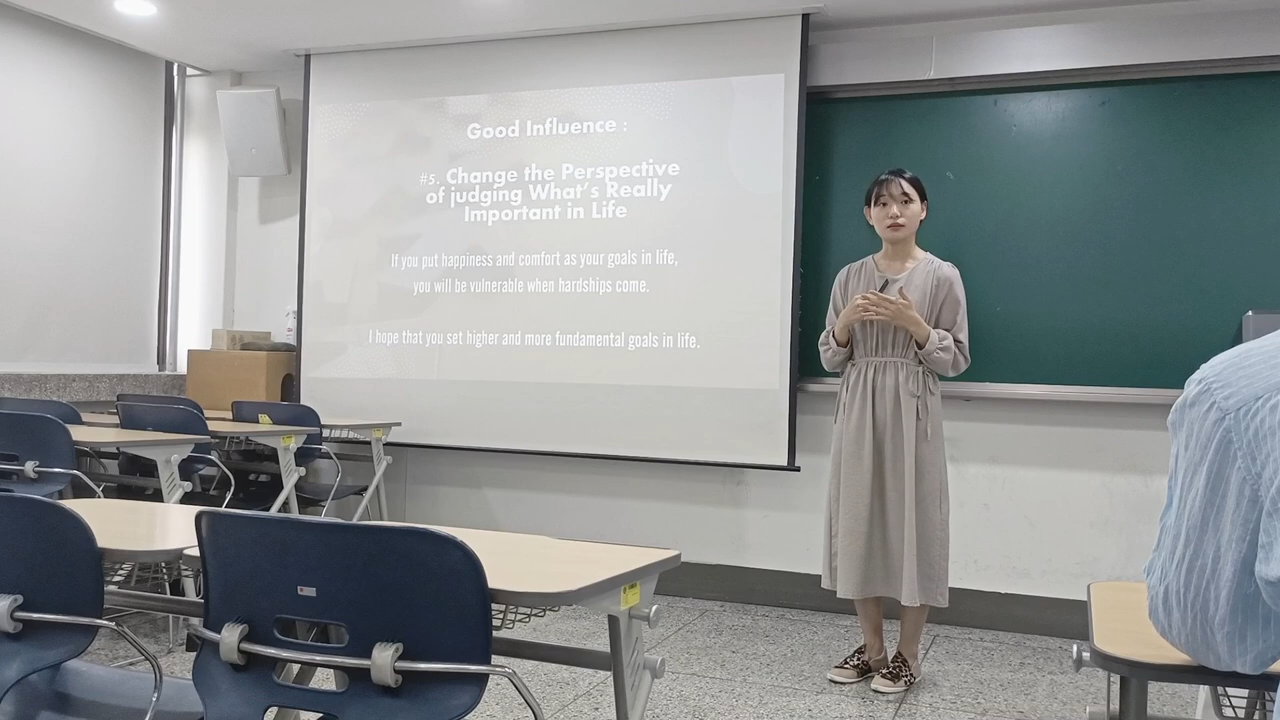 Good Influence :
#5. Change the Perspective
of judging What's Really
Important in Life
If you put happiness and comfort as your goals in life,
you will be vulnerable when hardships come.
I hope that you set higher and more fundamental goals in life.